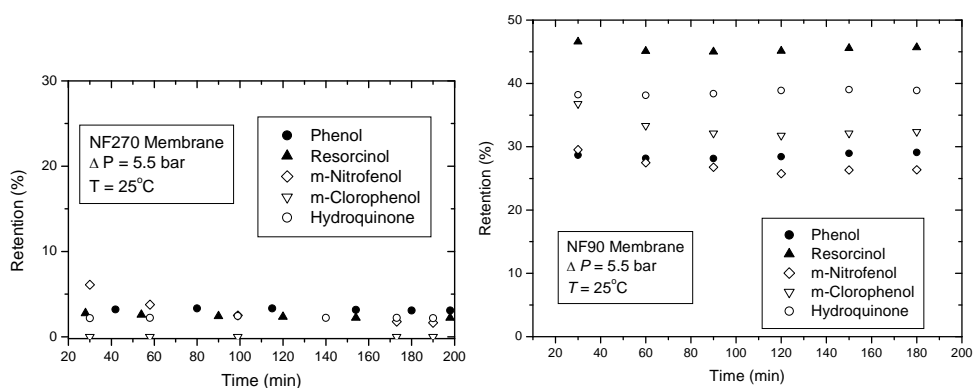 30
20
10
0
Retention (%)
NF270 Membrane
Δ P = 5.5 bar
T = 25°C
Phenol
Resorcinol
m-Nitrofenol
m-Clorophenol
Hydroquinone
20 40 60 80 100 120 140 160 180 200
Time (min)
50
40
30
20
10
0
Retention (%)
NF90 Membrane
Δ P = 5.5 bar
T = 25°C
Phenol
Resorcinol
m-Nitrofenol
m-Clorophenol
Hydroquinone
0 20 40 60 80 100 120 140 160 180 200
Time (min)